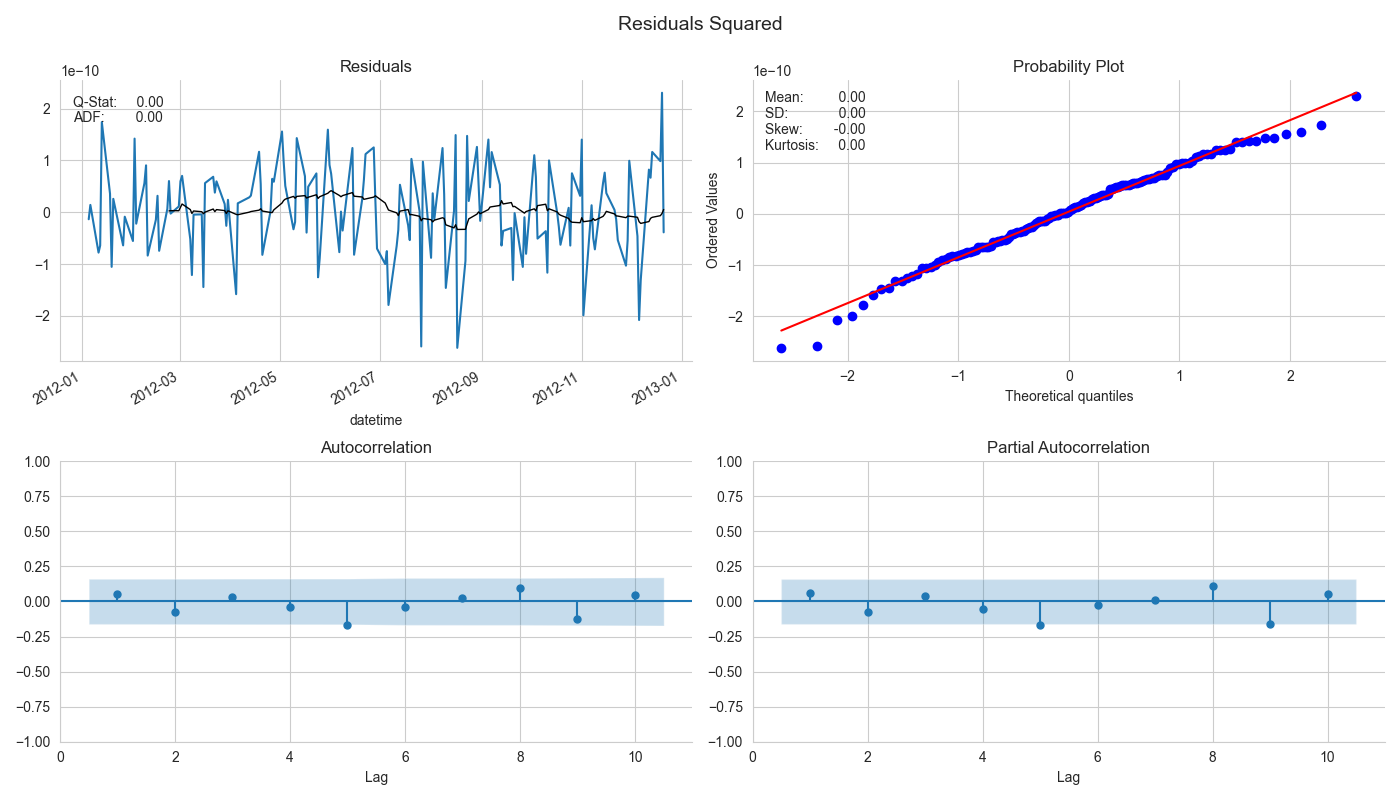 Residuals Squared
Residuals
1e−10
Q-Stat: 0.00
ADF: 0.00
2
1
0
−1
−2
2012-01
2012-03
2012-05
2012-07
2012-09
2012-11
2013-01
datetime
Probability Plot
1e−10
Mean: 0.00
SD: 0.00
Skew: -0.00
Kurtosis: 0.00
Ordered Values
2
1
0
−1
−2
−2 −1 0 1 2
Theoretical quantiles
Autocorrelation
1.00
0.75
0.50
0.25
0.00
−0.25
−0.50
−0.75
−1.00
0 2 4 6 8 10
Lag
Partial Autocorrelation
1.00
0.75
0.50
0.25
0.00
−0.25
−0.50
−0.75
−1.00
0 2 4 6 8 10
Lag